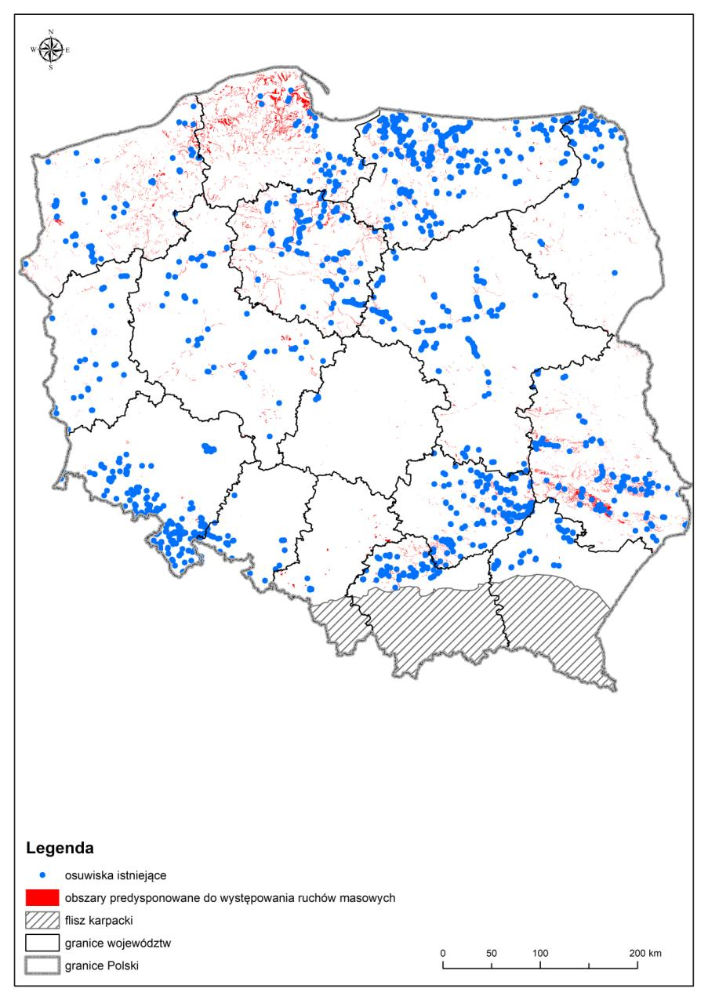 N
W E
S
Legenda
osuwiska istniejące
obszary predysponowane do występowania ruchów masowych
flisz karpacki
granice województw
granice Polski
0 50 100 200 km